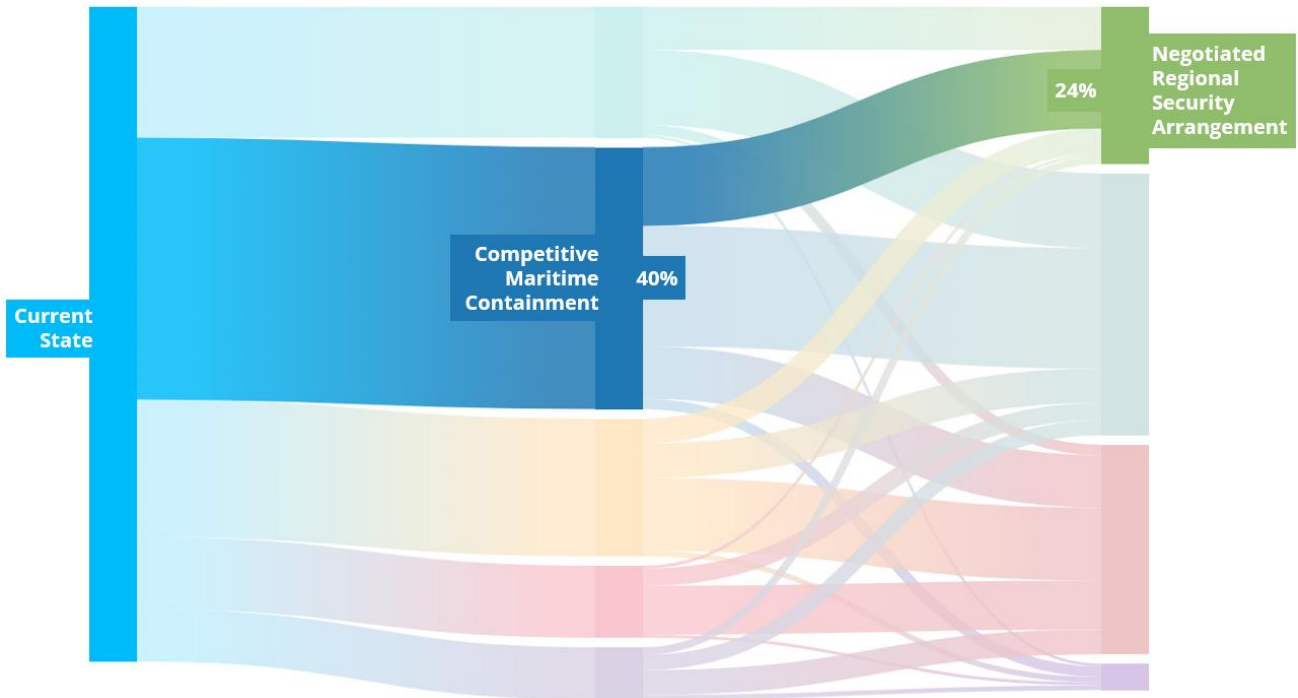 Current
State
Competitive
Maritime
Containment
40%
24%
Negotiated
Regional
Security
Arrangement